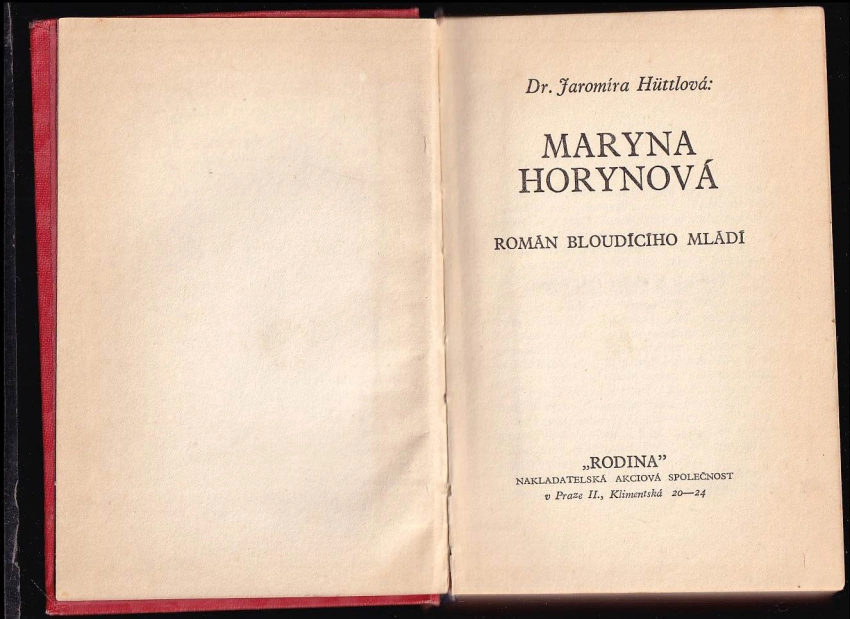 Dr. Jaromíra Hüttlová:
MARYNA
HORYNOVÁ
ROMÁN BLOUDÍCÍHO MLÁDÍ
„RODINA”
NAKLADATELSKÁ AKCIOVÁ SPOLEČNOST
v Praze II., Klimentská 20—24